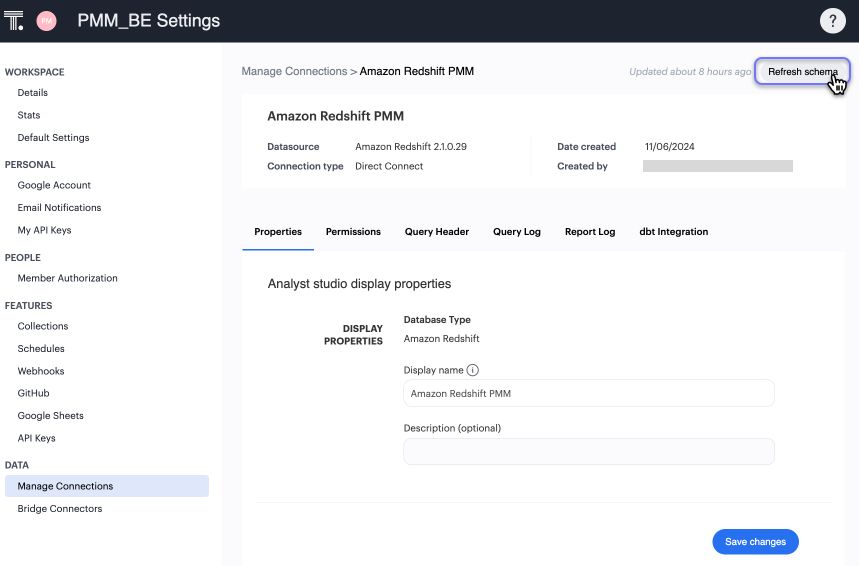 T.
PM
PMM_BE Settings
?
WORKSPACE
Details
Stats
Default Settings
PERSONAL
Google Account
Email Notifications
My API Keys
PEOPLE
Member Authorization
FEATURES
Collections
Schedules
Webhooks
GitHub
Google Sheets
API Keys
DATA
Manage Connections
Bridge Connectors
Manage Connections > Amazon Redshift PMM
Updated about 8 hours ago
Refresh schema
Amazon Redshift PMM
Datasource Amazon Redshift 2.1.0.29
Connection type Direct Connect
Date created 11/06/2024
Created by
Properties Permissions Query Header Query Log Report Log dbt Integration
Analyst studio display properties
DISPLAY
PROPERTIES
Database Type
Amazon Redshift
Display name i
Amazon Redshift PMM
Description (optional)
Save changes